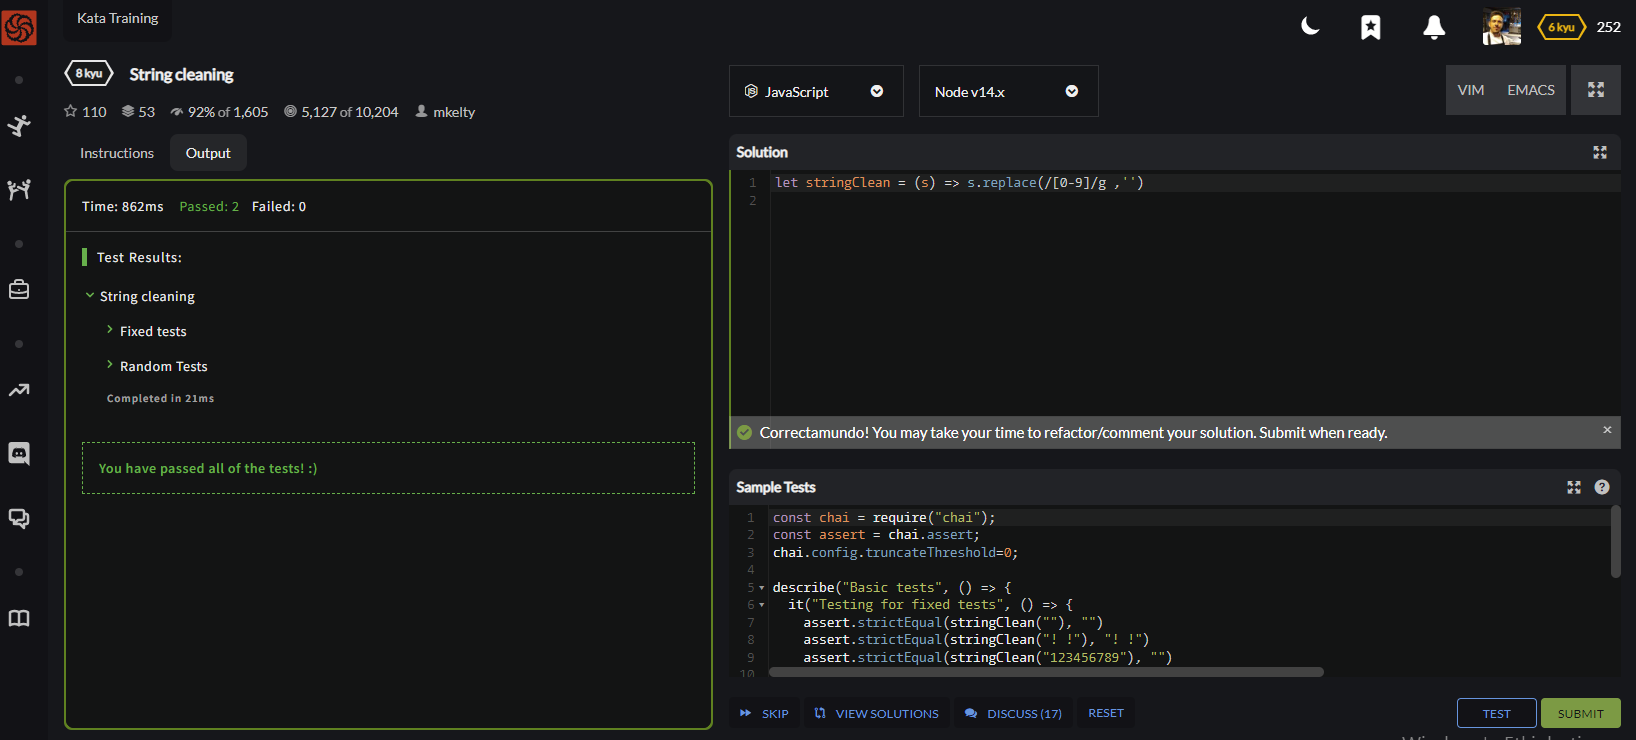 Kata Training
6 kyu 252
8 kyu String cleaning
110 53 92% of 1,605 5,127 of 10,204 mkelty
Instructions Output
Time: 862ms Passed: 2 Failed: 0
Test Results:
String cleaning
Fixed tests
Random Tests
Completed in 21ms
You have passed all of the tests! :)
JavaScript Node v14.x VIM EMACS
Solution
1 let stringClean = (s) => s.replace(/[0-9]/g ,'')
2
Correctamundo! You may take your time to refactor/comment your solution. Submit when ready.
Sample Tests
1 const chai = require("chai");
2 const assert = chai.assert;
3 chai.config.truncateThreshold=0;
4
5 describe("Basic tests", () => {
6 it("Testing for fixed tests", () => {
7 assert.strictEqual(stringClean(""), "")
8 assert.strictEqual(stringClean("! !"), "! !")
9 assert.strictEqual(stringClean("123456789"), "")
10
SKIP VIEW SOLUTIONS DISCUSS (17) RESET TEST SUBMIT